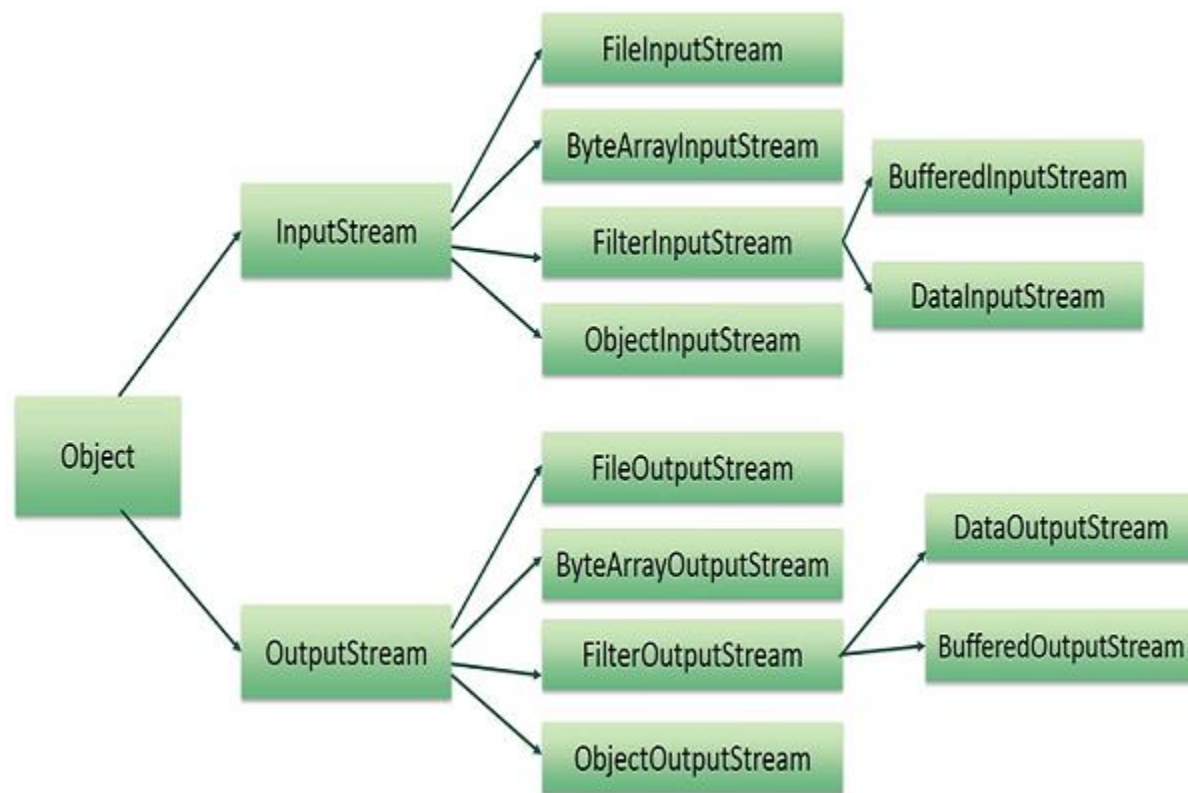 FileInputStream
ByteArrayInputStream
BufferedInputStream
InputStream
FilterInputStream
DataInputStream
ObjectInputStream
Object
FileOutputStream
DataOutputStream
ByteArrayOutputStream
OutputStream
FilterOutputStream
BufferedOutputStream
ObjectOutputStream